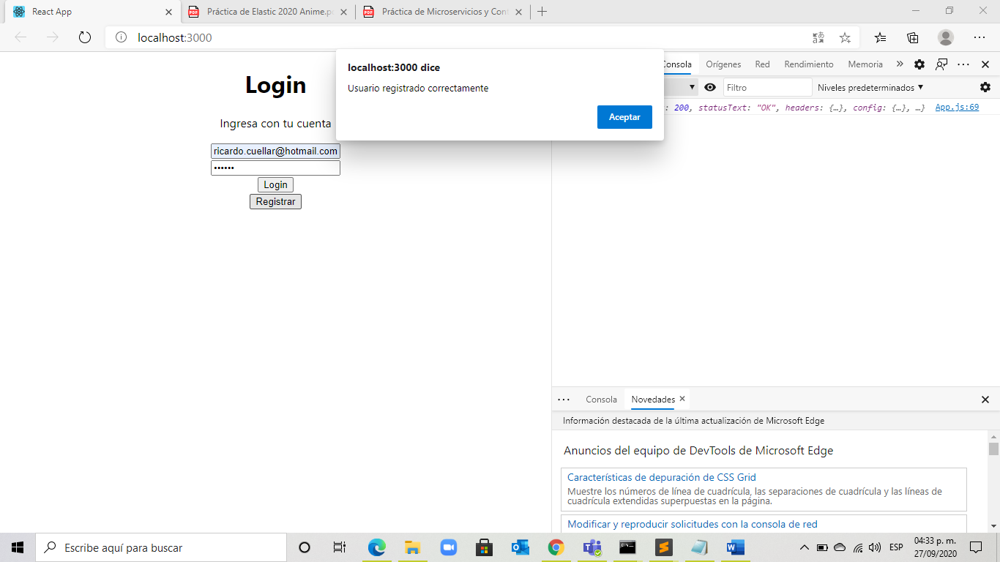 React App
Práctica de Elastic 2020 Anime.p
Práctica de Microservicios y Con
localhost:3000
localhost:3000 dice
Usuario registrado correctamente
Aceptar
Login
Ingresa con tu cuenta
ricardo.cuellar@hotmail.com
••••••
Login
Registrar
Consola Orígenes Red Rendimiento Memoria
Filtro Niveles predeterminados
: 200, statusText: "OK", headers: {…}, config: {…}, …} App.js:69
Consola Novedades
Información destacada de la última actualización de Microsoft Edge
Anuncios del equipo de DevTools de Microsoft Edge
Características de depuración de CSS Grid
Muestre los números de línea de cuadrícula, las separaciones de cuadrícula y las líneas de
cuadrícula extendidas superpuestas en la página.
Modificar y reproducir solicitudes con la consola de red
Escribe aquí para buscar
ESP
04:33 p. m.
27/09/2020